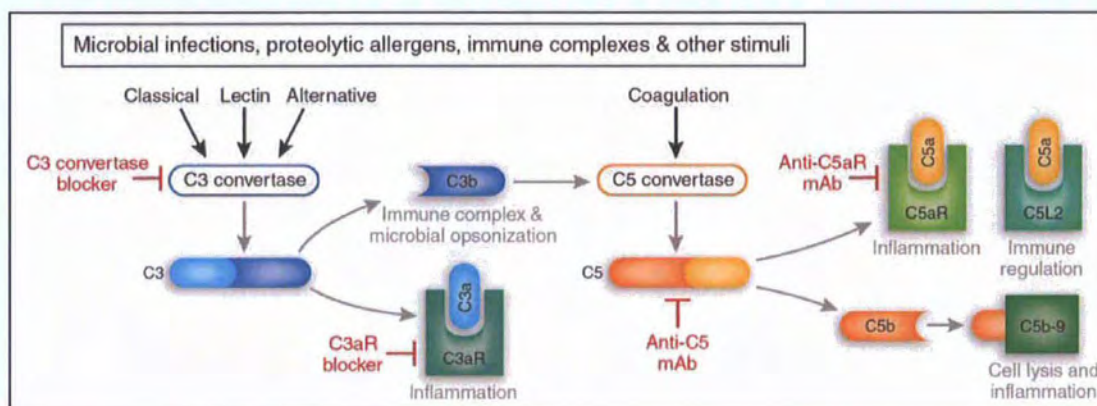 Microbial infections, proteolytic allergens, immune complexes & other stimuli
Classical Lectin Alternative
Coagulation
C3 convertase
blocker
C3 convertase
C3b
Immune complex &
microbial opsonization
C5 convertase
Anti-C5aR
mAb
C5a
C5aR
Inflammation
C5a
C5L2
Immune
regulation
C3
C3a
C3aR
Inflammation
C3aR
blocker
C5
Anti-C5
mAb
C5b
C5b-9
Cell lysis and
inflammation